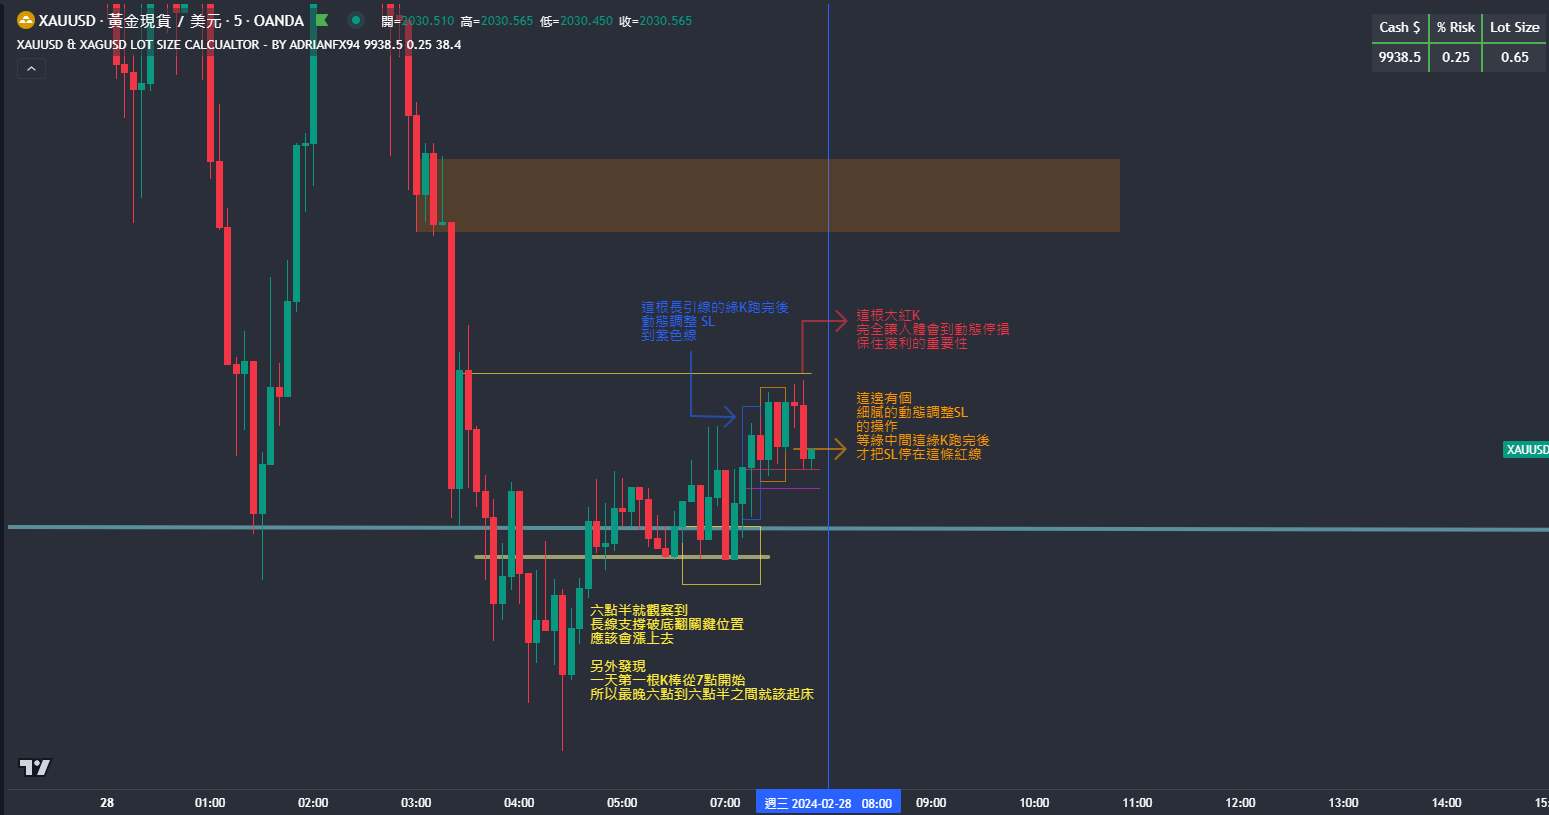 XAUUSD · 黃金現貨 / 美元 · 5 · OANDA 開=2030.510 高=2030.565 低=2030.450 收=2030.565
XAUUSD & XAGUSD LOT SIZE CALCUALTOR - BY ADRIANFX94 9938.5 0.25 38.4
Cash $ % Risk Lot Size
9938.5 0.25 0.65
這根長引線的綠K跑完後
動態調整 SL
到紫色線
這根大紅K
完全讓人體會到動態停損
保住獲利的重要性
這邊有個
細膩的動態調整SL
的操作
等綠中間這綠K跑完後
才把SL停在這條紅線
XAUUSD
六點半就觀察到
長線支撐破底翻關鍵位置
應該會漲上去
另外發現
一天第一根K棒從7點開始
所以最晚六點到六點半之間就該起床
28 01:00 02:00 03:00 04:00 05:00 07:00 週三 2024-02-28 08:00 09:00 10:00 11:00 12:00 13:00 14:00 15: